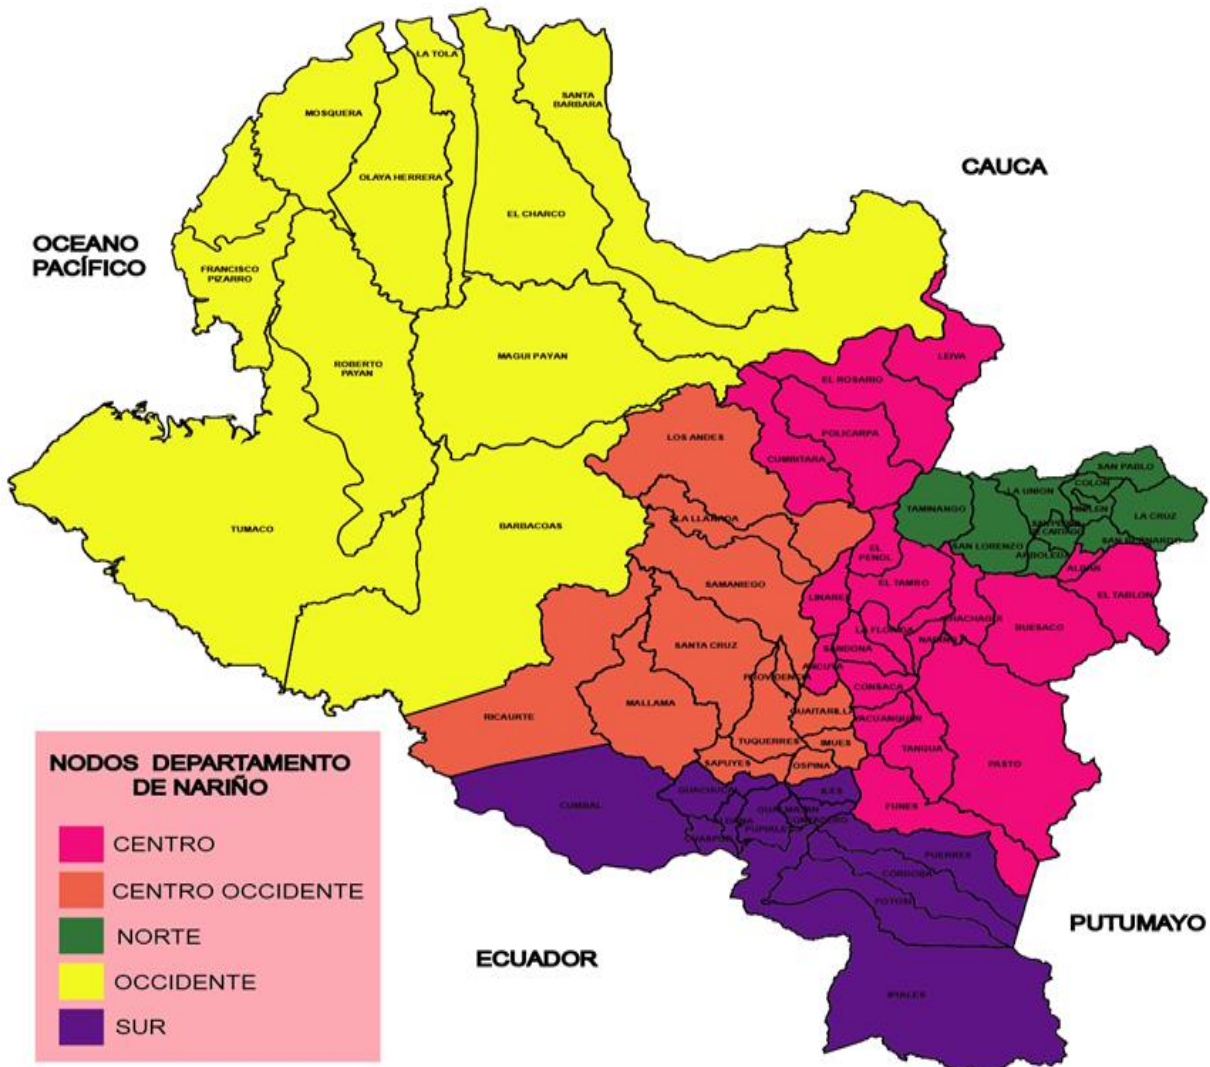 LA TOLA
SANTA
BARBARA
MOSQUERA
CAUCA
OLAYA HERRERA
EL CHARCO
OCEANO
PACÍFICO
FRANCISCO
PIZARRO
MAGUI PAYAN
LEIVA
ROBERTO
PAYAN
EL ROSARIO
LOS ANDES
POLICARPA
CUMBITARA
SAN PABLO
COLON
LA UNION
TAMINANGO
BELEN
LA CRUZ
TUMACO
BARBACOAS
LA LLANADA
SAN LORENZO
SAN BERNARDO
ARBOLEDA
EL
PEÑOL
ALBAN
SAMANIEGO
EL TAMBO
LINARES
EL TABLON
BUESACO
LA FLORIDA
SANTA CRUZ
SANDONA
ANCUYA
PROVIDENCIA
CONSACA
MALLAMA
GUAITARILLA
RICAURTE
YACUANQUER
TUQUERRES
IMUES
TANGUA
SAPUYES
OSPINA
PASTO
NODOS DEPARTAMENTO
DE NARIÑO
CENTRO
CENTRO OCCIDENTE
NORTE
OCCIDENTE
SUR
CUMBAL
GUACHUCAL
ILES
FUNES
PUPIALES
PUERRES
CORDOBA
POTOSI
PUTUMAYO
ECUADOR
IPIALES